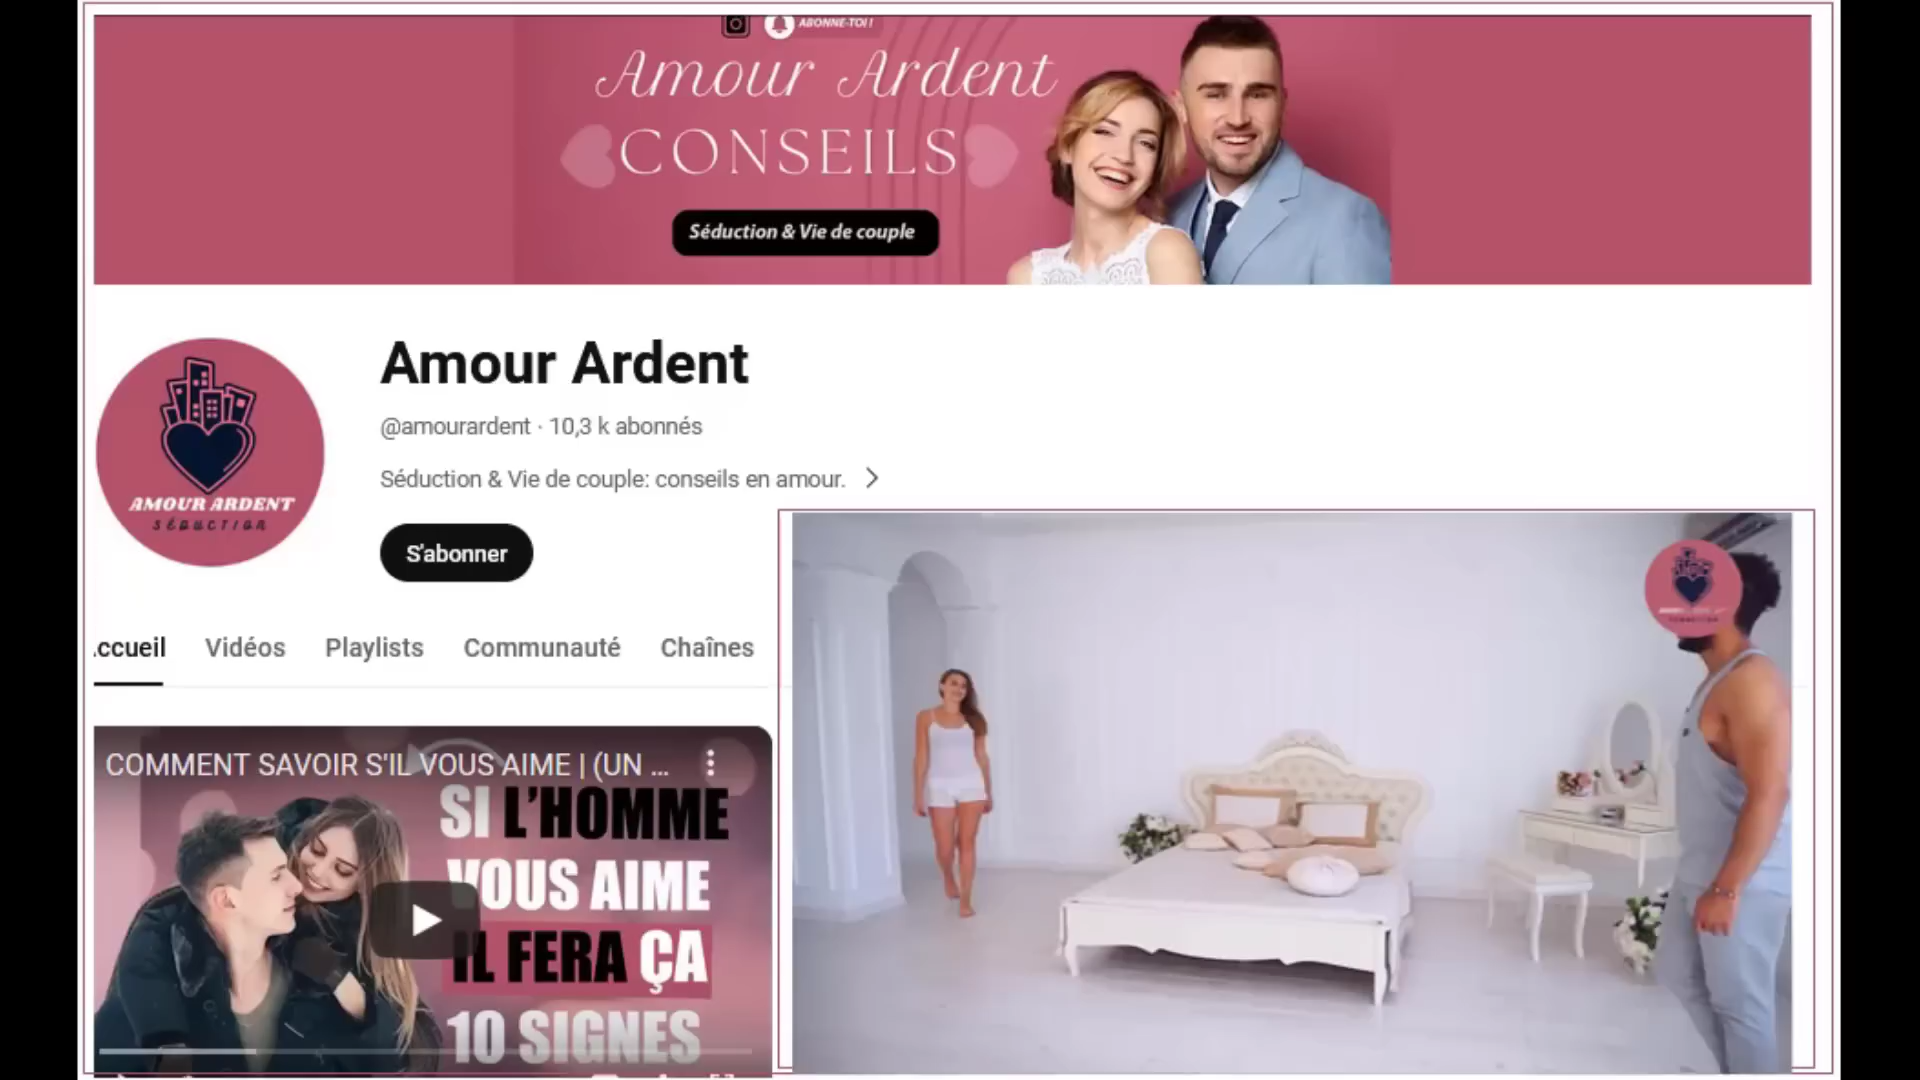 ABONNE-TOI !
Amour Ardent
CONSEILS
Séduction & Vie de couple
Amour Ardent
@amourardent · 10,3 k abonnés
Séduction & Vie de couple: conseils en amour.
AMOUR ARDENT
SÉDUCTION
S'abonner
ccueil Vidéos Playlists Communauté Chaînes
COMMENT SAVOIR S'IL VOUS AIME | (UN ...
SI L'HOMME
VOUS AIME
IL FERA ÇA
10 SIGNES